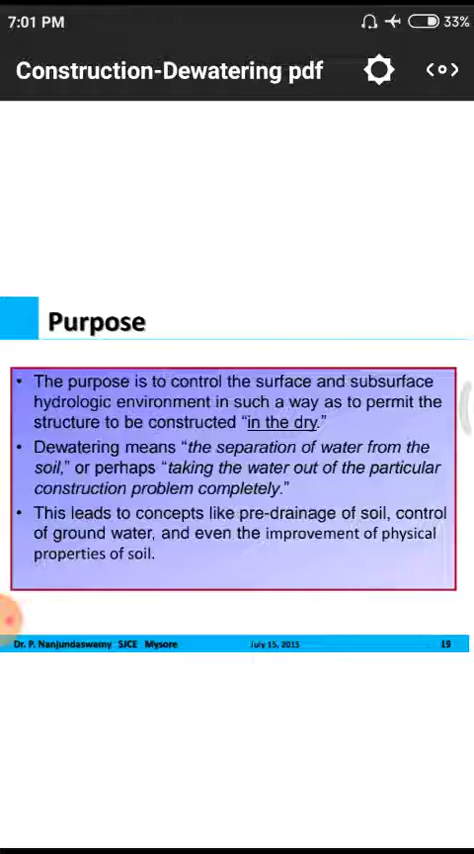 7:01 PM
33%
Construction-Dewatering pdf
Purpose
• The purpose is to control the surface and subsurface
hydrologic environment in such a way as to permit the
structure to be constructed “in the dry.”
• Dewatering means “the separation of water from the
soil,” or perhaps “taking the water out of the particular
construction problem completely.”
• This leads to concepts like pre-drainage of soil, control
of ground water, and even the improvement of physical
properties of soil.
Dr. P. Nanjundaswamy SJCE Mysore July 15, 2015 19